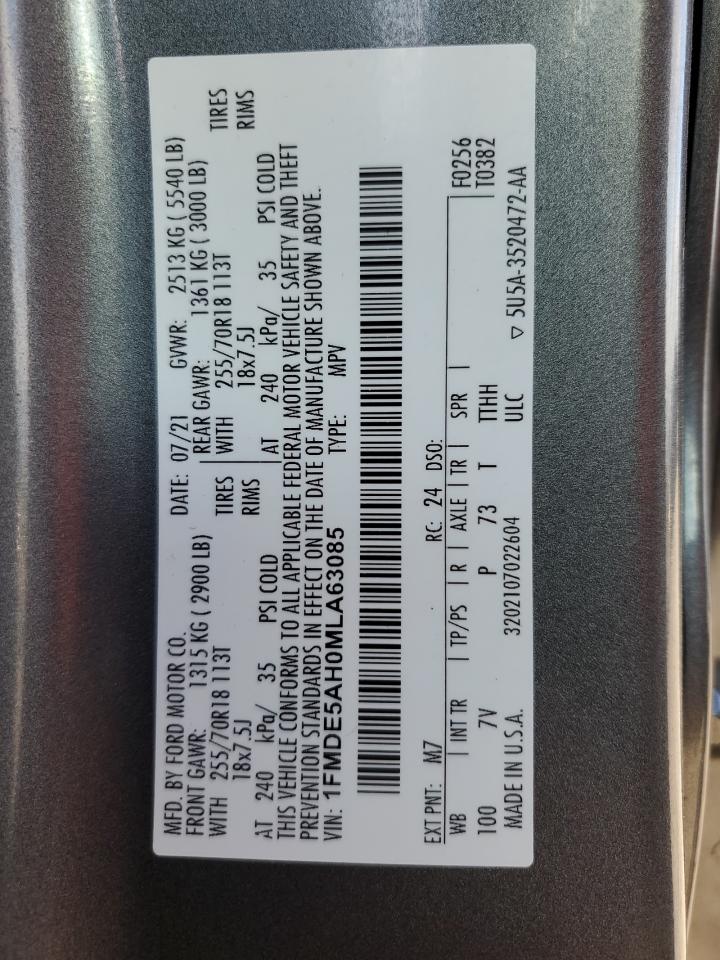 MFD. BY FORD MOTOR CO.
DATE: 07/21 GVWR: 2513 KG ( 5540 LB)
FRONT GAWR: 1315 KG ( 2900 LB) REAR GAWR: 1361 KG ( 3000 LB)
WITH 255/70R18 113T TIRES WITH 255/70R18 113T TIRES
18x7.5J RIMS 18x7.5J RIMS
AT 240 kPa/ 35 PSI COLD AT 240 kPa/ 35 PSI COLD
THIS VEHICLE CONFORMS TO ALL APPLICABLE FEDERAL MOTOR VEHICLE SAFETY AND THEFT
PREVENTION STANDARDS IN EFFECT ON THE DATE OF MANUFACTURE SHOWN ABOVE.
VIN: 1FMDE5AH0MLA63085 TYPE: MPV
EXT PNT: M7 RC: 24 DSO:
WB | INT TR | TP/PS | R | AXLE | TR | SPR | F0256
100 7V P 73 T TTHH T0382
MADE IN U.S.A. 3202107022604 ULC ▽ 5U5A-3520472-AA